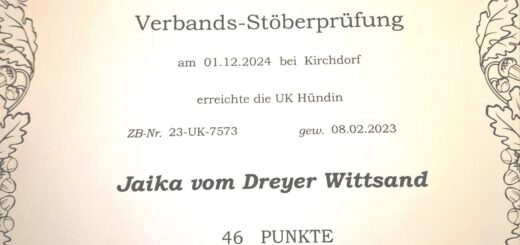 Verbands-Stöberprüfung
am 01.12.2024 bei Kirchdorf
erreichte die UK Hündin
ZB-Nr. 23-UK-7573 gew. 08.02.2023
Jaika vom Dreyer Wittsand
46 PUNKTE